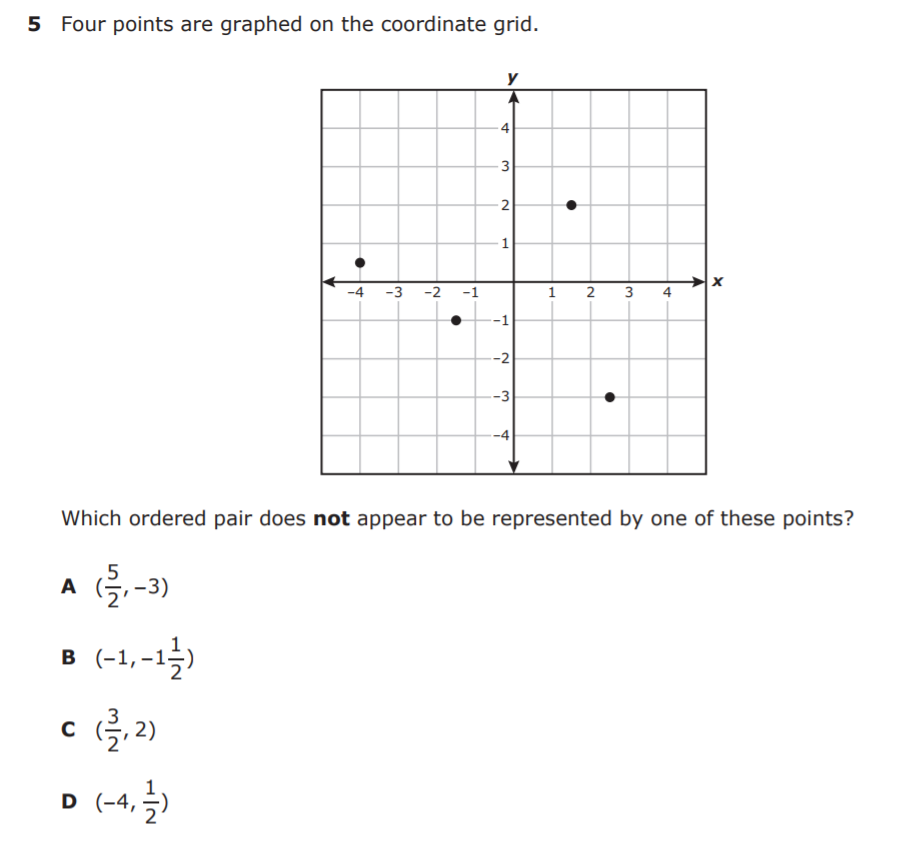 5 Four points are graphed on the coordinate grid.
y
4
3
2
1
x
−4 −3 −2 −1 1 2 3 4
−1
−2
−3
−4
Which ordered pair does not appear to be represented by one of these points?
A (5/2, −3)
B (−1, −1 1/2)
C (3/2, 2)
D (−4, 1/2)